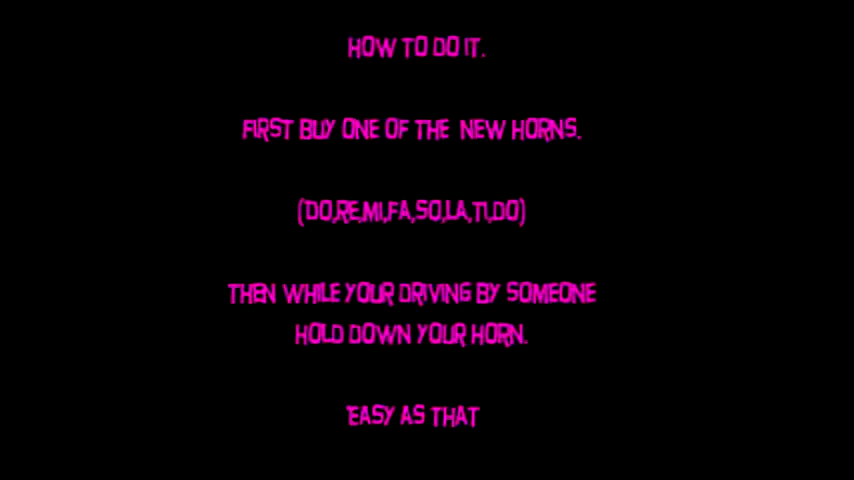 HOW TO DO IT.
FIRST BUY ONE OF THE NEW HORNS.
(DO,RE,MI,FA,SO,LA,TI,DO)
THEN WHILE YOUR DRIVING BY SOMEONE
HOLD DOWN YOUR HORN.
EASY AS THAT